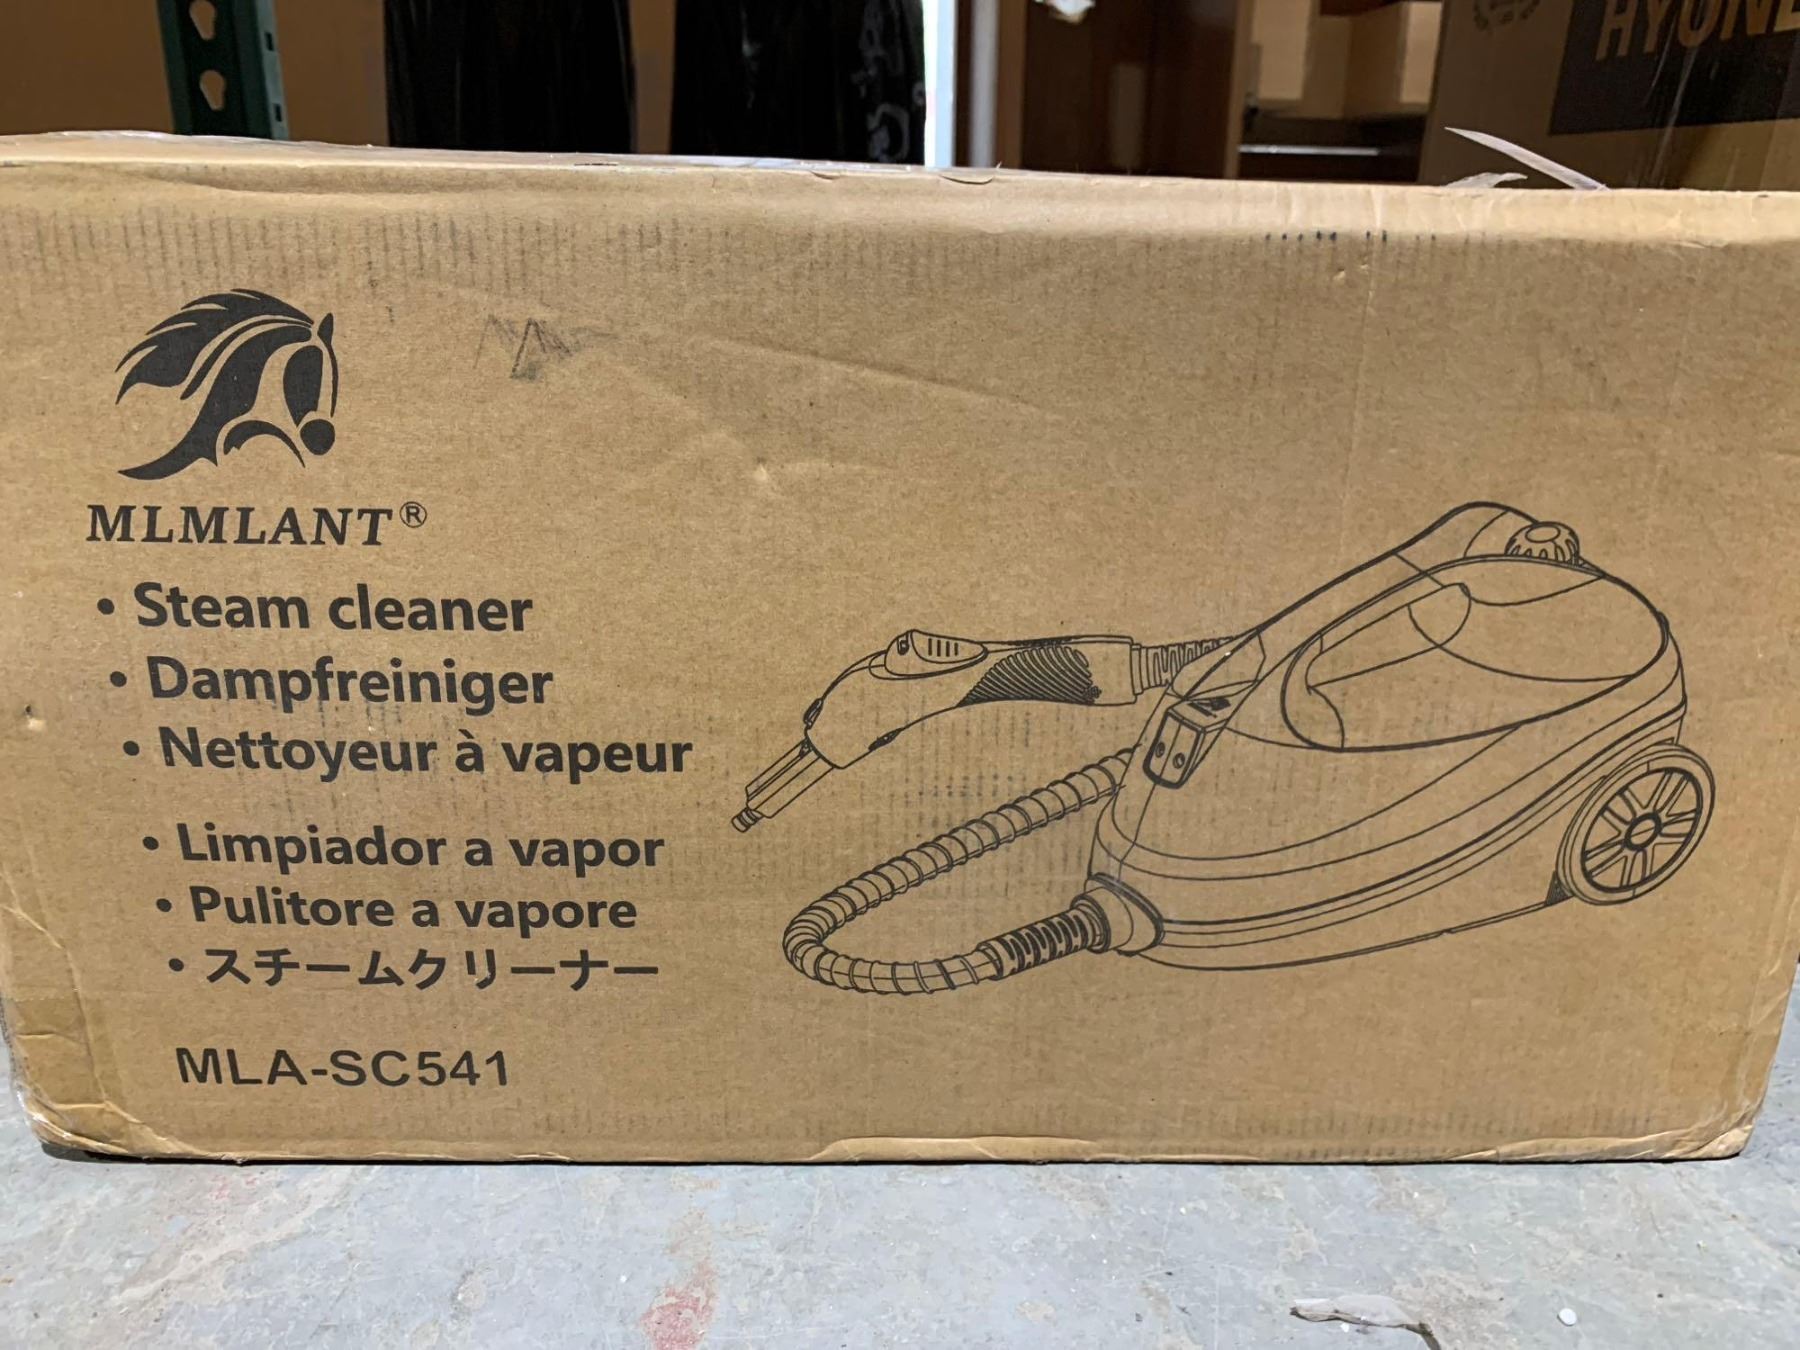 HYUN
MLMLANT®
• Steam cleaner
• Dampfreiniger
• Nettoyeur à vapeur
• Limpiador a vapor
• Pulitore a vapore
• スチームクリーナー
MLA-SC541